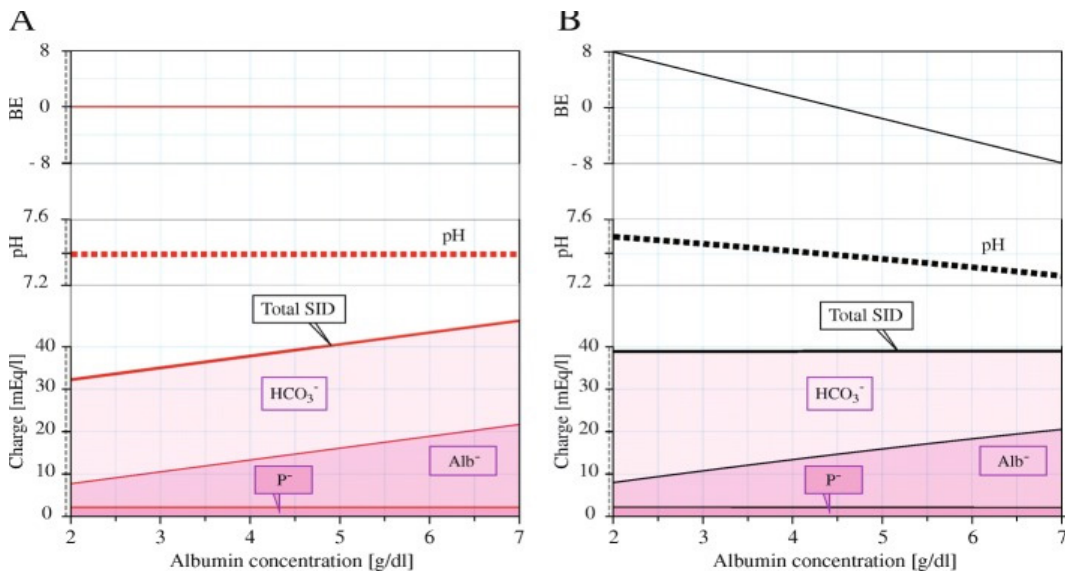 A
8
0
- 8
BE
7.6
7.2
pH
pH
Total SID
40
30
20
10
0
Charge [mEq/l]
HCO₃⁻
Alb⁻
P⁻
2 3 4 5 6 7
Albumin concentration [g/dl]
B
8
0
- 8
BE
7.6
7.2
pH
pH
Total SID
40
30
20
10
0
Charge [mEq/l]
HCO₃⁻
Alb⁻
P⁻
2 3 4 5 6 7
Albumin concentration [g/dl]